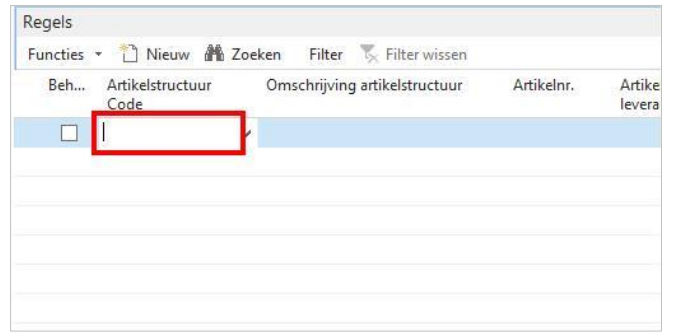 Regels
Functies Nieuw Zoeken Filter Filter wissen
Beh... Artikelstructuur Code Omschrijving artikelstructuur Artikelnr. Artike levera